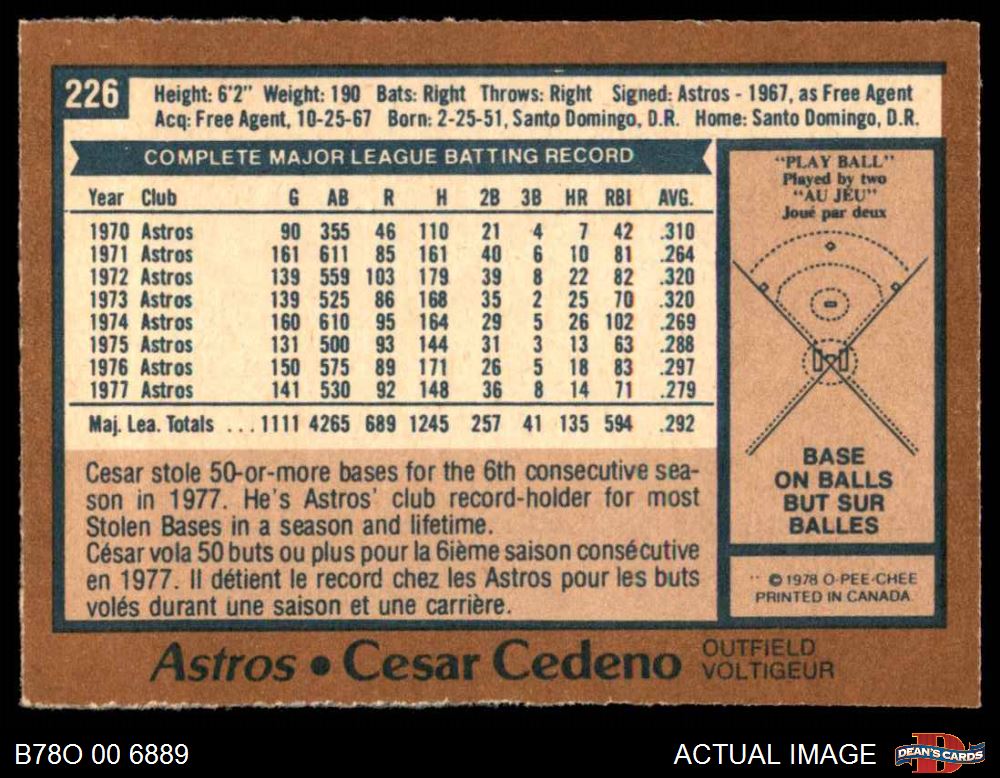 226
Height: 6'2" Weight: 190 Bats: Right Throws: Right Signed: Astros - 1967, as Free Agent
Acq: Free Agent, 10-25-67 Born: 2-25-51, Santo Domingo, D.R. Home: Santo Domingo, D.R.
COMPLETE MAJOR LEAGUE BATTING RECORD
Year Club G AB R H 2B 3B HR RBI AVG.
1970 Astros 90 355 46 110 21 4 7 42 .310
1971 Astros 161 611 85 161 40 6 10 81 .264
1972 Astros 139 559 103 179 39 8 22 82 .320
1973 Astros 139 525 86 168 35 2 25 70 .320
1974 Astros 160 610 95 164 29 5 26 102 .269
1975 Astros 131 500 93 144 31 3 13 63 .288
1976 Astros 150 575 89 171 26 5 18 83 .297
1977 Astros 141 530 92 148 36 8 14 71 .279
Maj. Lea. Totals ... 1111 4265 689 1245 257 41 135 594 .292
Cesar stole 50-or-more bases for the 6th consecutive sea-
son in 1977. He's Astros' club record-holder for most
Stolen Bases in a season and lifetime.
César vola 50 buts ou plus pour la 6ième saison consécutive
en 1977. Il détient le record chez les Astros pour les buts
volés durant une saison et une carrière.
"PLAY BALL"
Played by two
"AU JEU"
Joué par deux
BASE
ON BALLS
BUT SUR
BALLES
** © 1978 O-PEE-CHEE
PRINTED IN CANADA
Astros • Cesar Cedeno
OUTFIELD
VOLTIGEUR
B78O 00 6889
ACTUAL IMAGE
DEAN'S CARDS